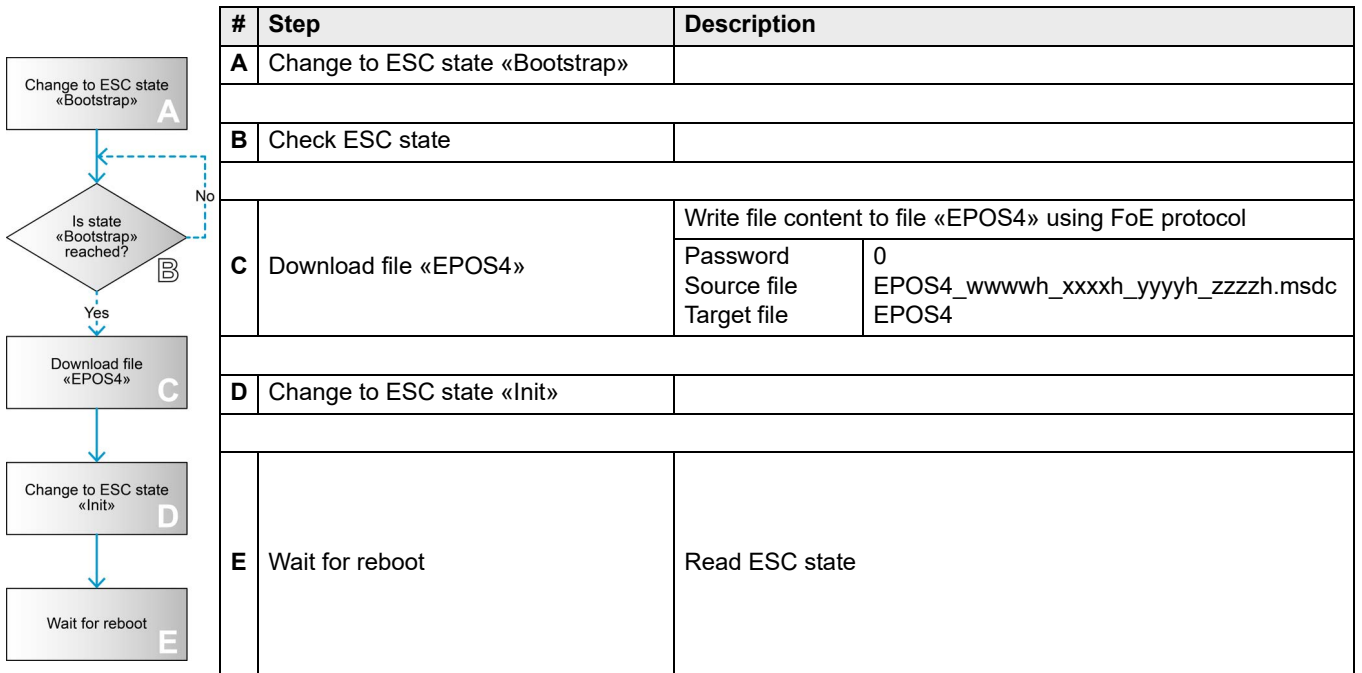 Change to ESC state
«Bootstrap»
A
No
Is state
«Bootstrap»
reached?
B
Yes
Download file
«EPOS4»
C
Change to ESC state
«Init»
D
Wait for reboot
E
# Step Description
A Change to ESC state «Bootstrap»
B Check ESC state
C Download file «EPOS4»
Write file content to file «EPOS4» using FoE protocol
Password 0
Source file EPOS4_wwwwh_xxxxh_yyyyh_zzzzh.msdc
Target file EPOS4
D Change to ESC state «Init»
E Wait for reboot Read ESC state